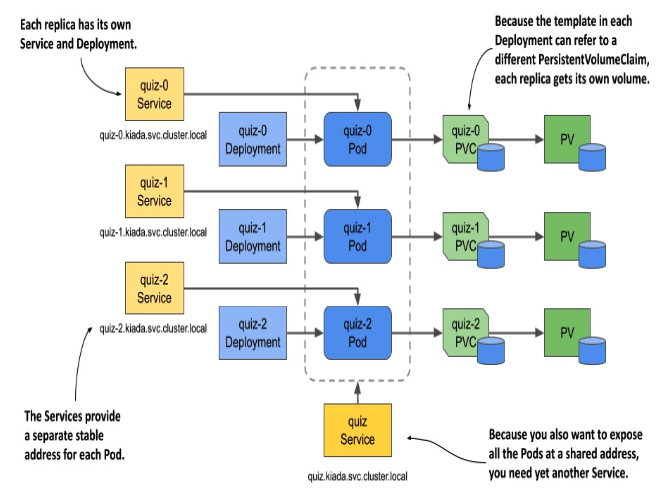 Each replica has its own
Service and Deployment.
Because the template in each
Deployment can refer to a
different PersistentVolumeClaim,
each replica gets its own volume.
quiz-0
Service
quiz-0.kiada.svc.cluster.local
quiz-0
Deployment
quiz-0
Pod
quiz-0
PVC
PV
quiz-1
Service
quiz-1.kiada.svc.cluster.local
quiz-1
Deployment
quiz-1
Pod
quiz-1
PVC
PV
quiz-2
Service
quiz-2.kiada.svc.cluster.local
quiz-2
Deployment
quiz-2
Pod
quiz-2
PVC
PV
The Services provide
a separate stable
address for each Pod.
quiz
Service
quiz.kiada.svc.cluster.local
Because you also want to expose
all the Pods at a shared address,
you need yet another Service.